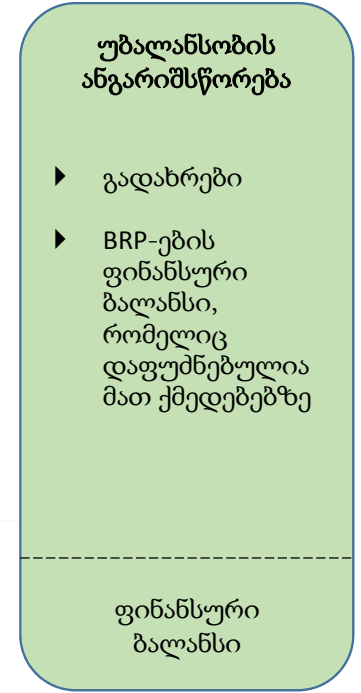 უბალანსობის
ანგარიშსწორება
გადახრები
BRP-ების
ფინანსური
ბალანსი,
რომელიც
დაფუძნებულია
მათ ქმედებებზე
ფინანსური
ბალანსი